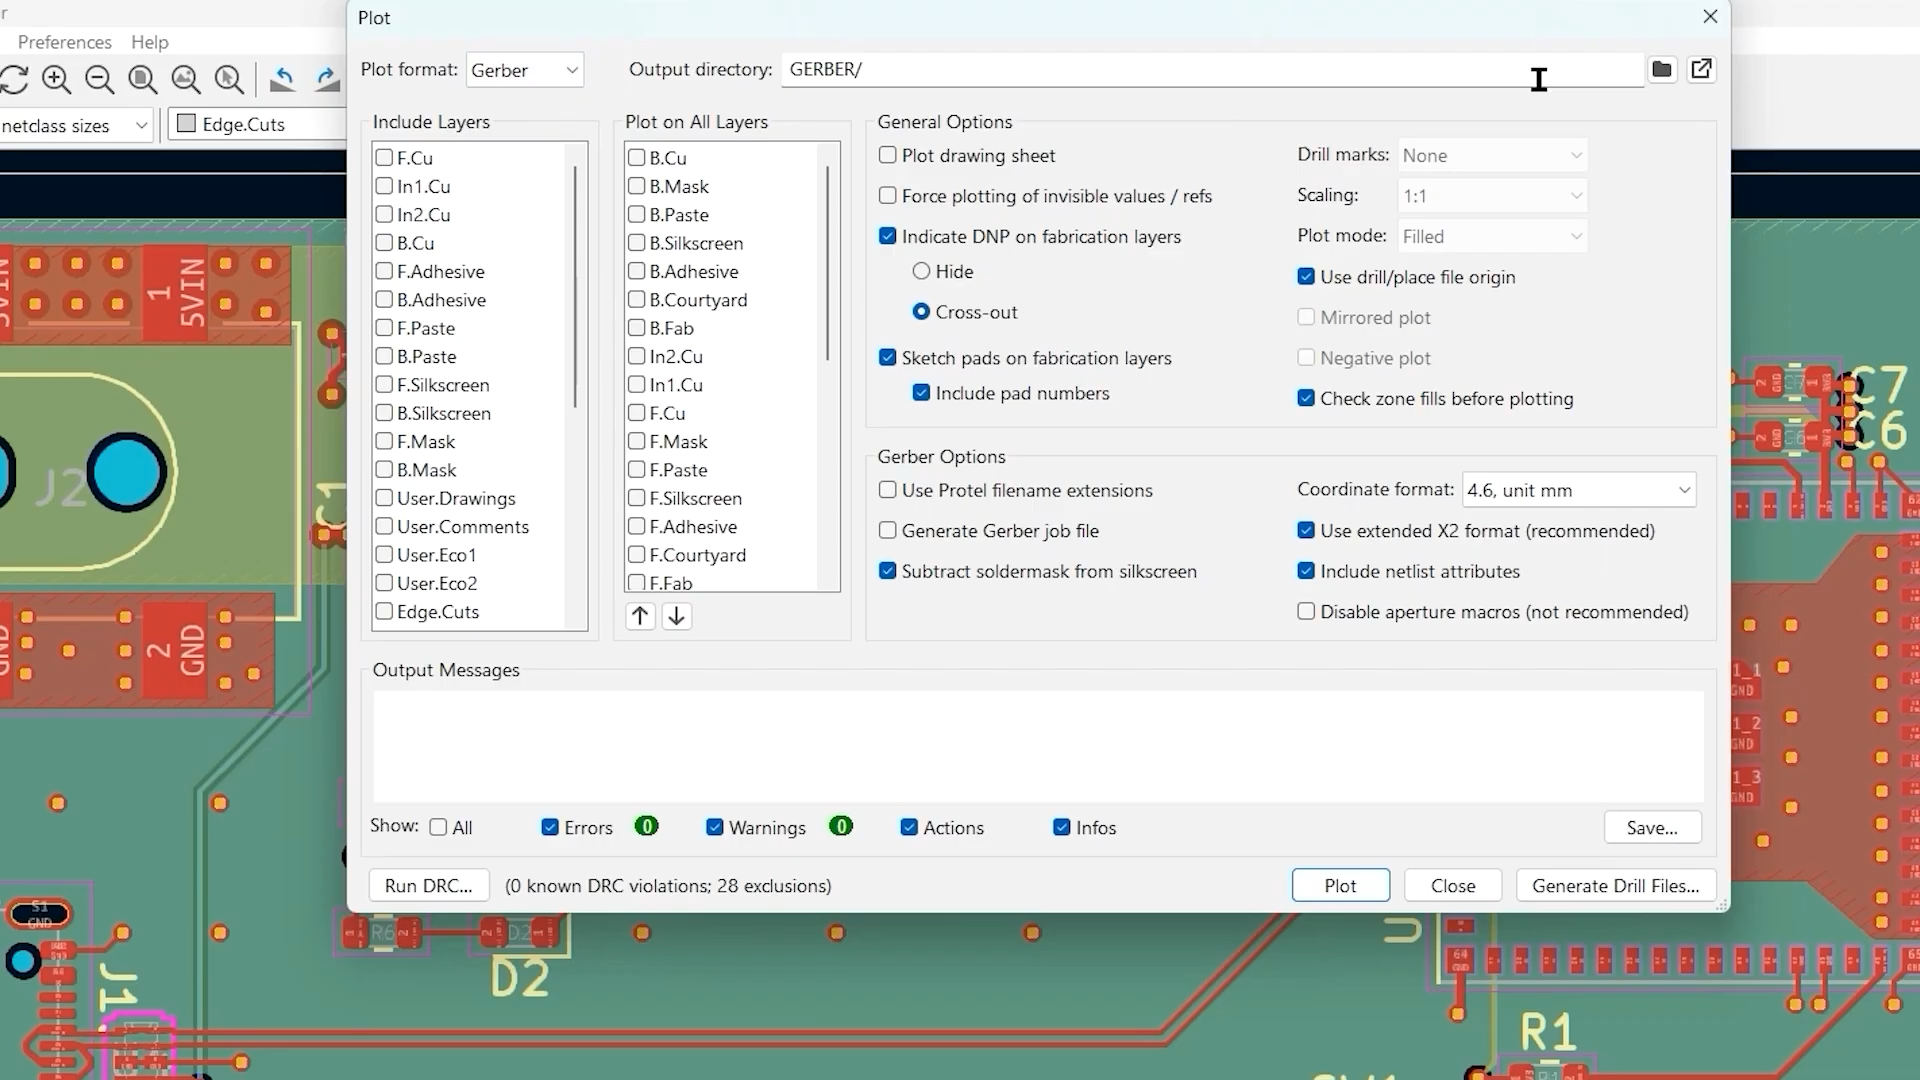 Plot
Preferences Help
Plot format: Gerber
Output directory: GERBER/
netclass sizes
Edge.Cuts
Include Layers
F.Cu
In1.Cu
In2.Cu
B.Cu
F.Adhesive
B.Adhesive
F.Paste
B.Paste
F.Silkscreen
B.Silkscreen
F.Mask
B.Mask
User.Drawings
User.Comments
User.Eco1
User.Eco2
Edge.Cuts
Plot on All Layers
B.Cu
B.Mask
B.Paste
B.Silkscreen
B.Adhesive
B.Courtyard
B.Fab
In2.Cu
In1.Cu
F.Cu
F.Mask
F.Paste
F.Silkscreen
F.Adhesive
F.Courtyard
F.Fab
General Options
Plot drawing sheet
Force plotting of invisible values / refs
Indicate DNP on fabrication layers
Hide
Cross-out
Sketch pads on fabrication layers
Include pad numbers
Drill marks: None
Scaling: 1:1
Plot mode: Filled
Use drill/place file origin
Mirrored plot
Negative plot
Check zone fills before plotting
Gerber Options
Use Protel filename extensions
Generate Gerber job file
Subtract soldermask from silkscreen
Coordinate format: 4.6, unit mm
Use extended X2 format (recommended)
Include netlist attributes
Disable aperture macros (not recommended)
Output Messages
Show: All Errors 0 Warnings 0 Actions Infos
Save...
Run DRC... (0 known DRC violations; 28 exclusions)
Plot Close Generate Drill Files...
1
5VIN
J2
2
GND
C7
C6
S1
GND
R6
D2
D2
J1
64
GND
R1